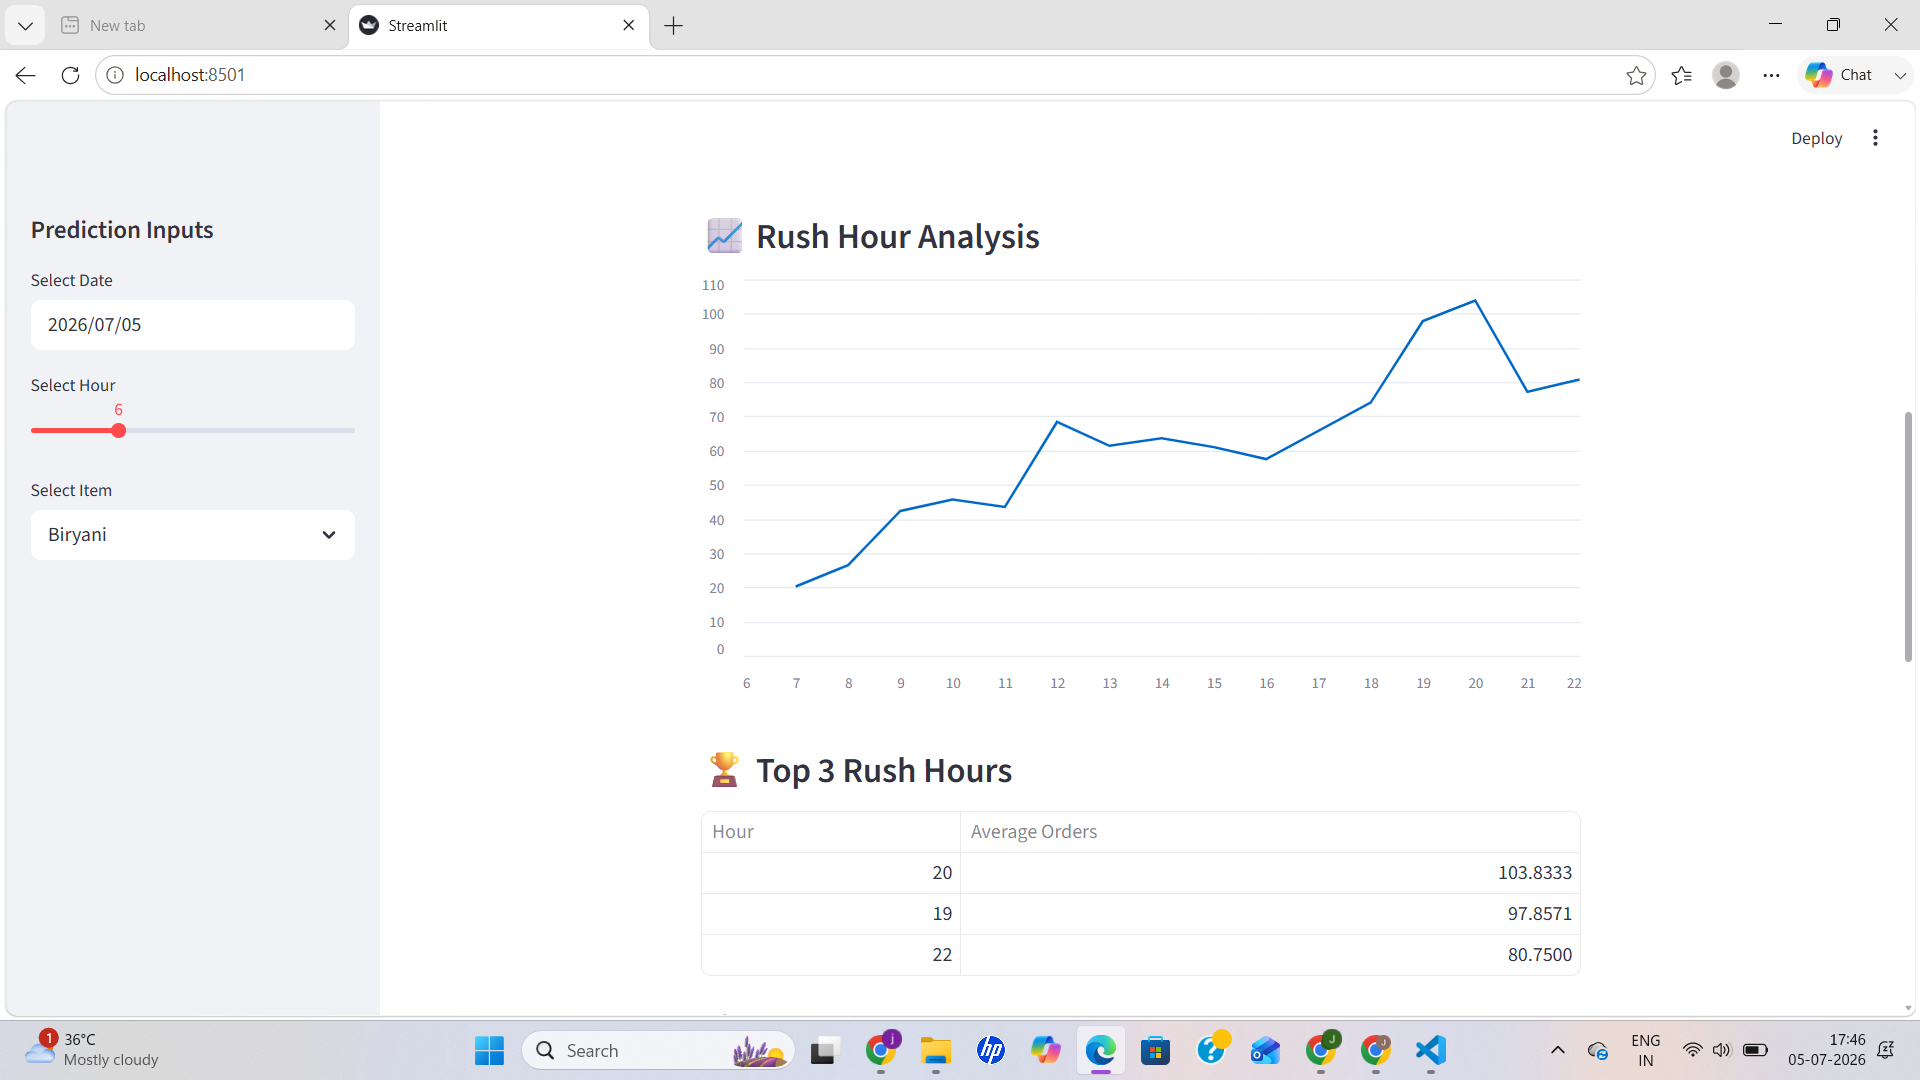 New tab
Streamlit
localhost:8501
Chat
Deploy
Prediction Inputs
Select Date
2026/07/05
Select Hour
6
Select Item
Biryani
Rush Hour Analysis
110
100
90
80
70
60
50
40
30
20
10
0
6 7 8 9 10 11 12 13 14 15 16 17 18 19 20 21 22
Top 3 Rush Hours
Hour Average Orders
20 103.8333
19 97.8571
22 80.7500
1
36°C
Mostly cloudy
Search
j
hp
J
J
ENG
IN
17:46
05-07-2026